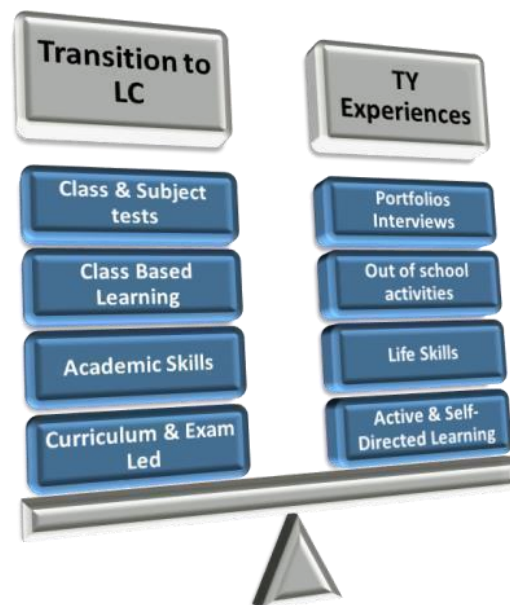 Transition to
LC
Class & Subject
tests
Class Based
Learning
Academic Skills
Curriculum & Exam
Led
TY
Experiences
Portfolios
Interviews
Out of school
activities
Life Skills
Active & Self-
Directed Learning